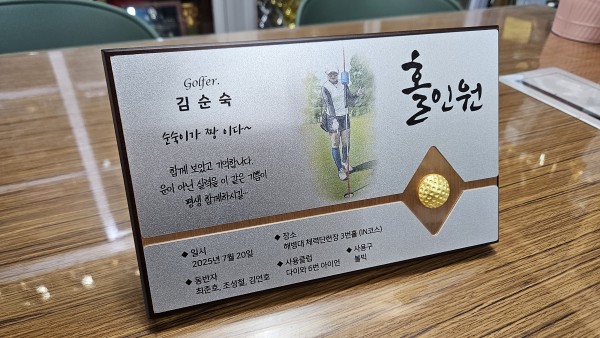 Golfer.
김순숙
순숙이가 짱 이다~
함께 보았고 기억합니다.
운이 아닌 실력을 이 같은 기쁨이
평생 함께하시길...
홀인원
◆ 일시
2025년 7월 20일
◆ 동반자
최준호, 조성철, 김연호
◆ 장소
해병대 체력단련장 3번홀 (IN코스)
◆ 사용클럽
다이와 6번 아이언
◆ 사용구
볼빅